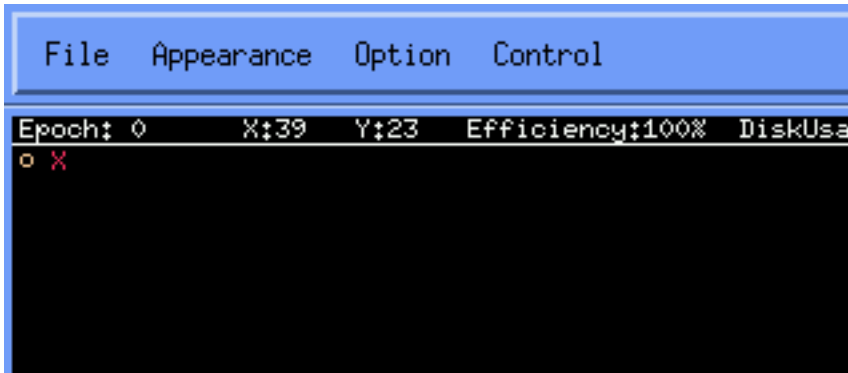 File Appearance Option Control
Epoch: 0 X:39 Y:23 Efficiency:100% DiskUsa
o X